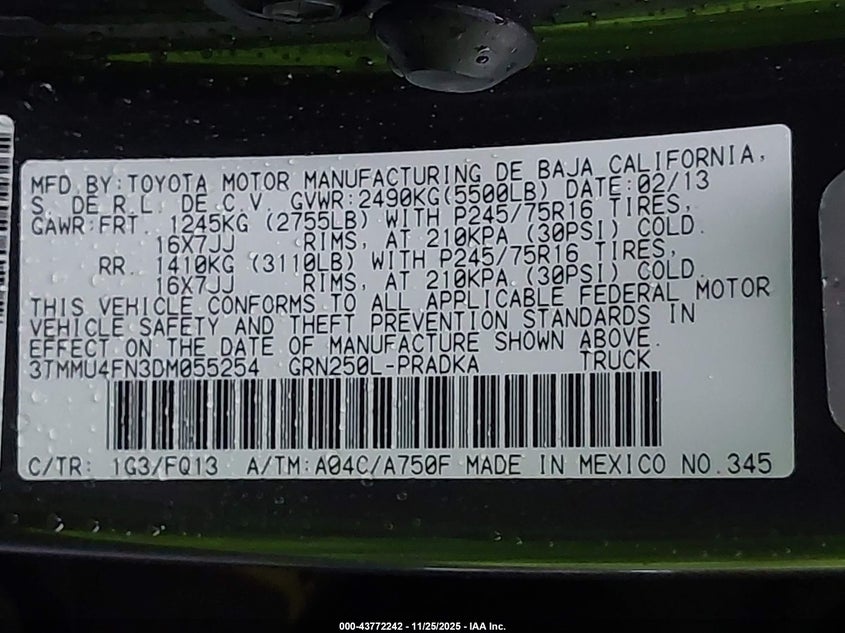 MFD.BY:TOYOTA MOTOR MANUFACTURING DE BAJA CALIFORNIA,
S. DE R.L. DE C.V. GVWR:2490KG(5500LB) DATE:02/13
GAWR:FRT. 1245KG (2755LB) WITH P245/75R16 TIRES,
16X7JJ RIMS, AT 210KPA (30PSI) COLD.
RR. 1410KG (3110LB) WITH P245/75R16 TIRES,
16X7JJ RIMS, AT 210KPA (30PSI) COLD.
THIS VEHICLE CONFORMS TO ALL APPLICABLE FEDERAL MOTOR
VEHICLE SAFETY AND THEFT PREVENTION STANDARDS IN
EFFECT ON THE DATE OF MANUFACTURE SHOWN ABOVE.
3TMMU4FN3DM055254 GRN250L-PRADKA TRUCK
C/TR: 1G3/FQ13 A/TM:A04C/A750F MADE IN MEXICO NO.345
000-43772242 - 11/25/2025 - IAA Inc.